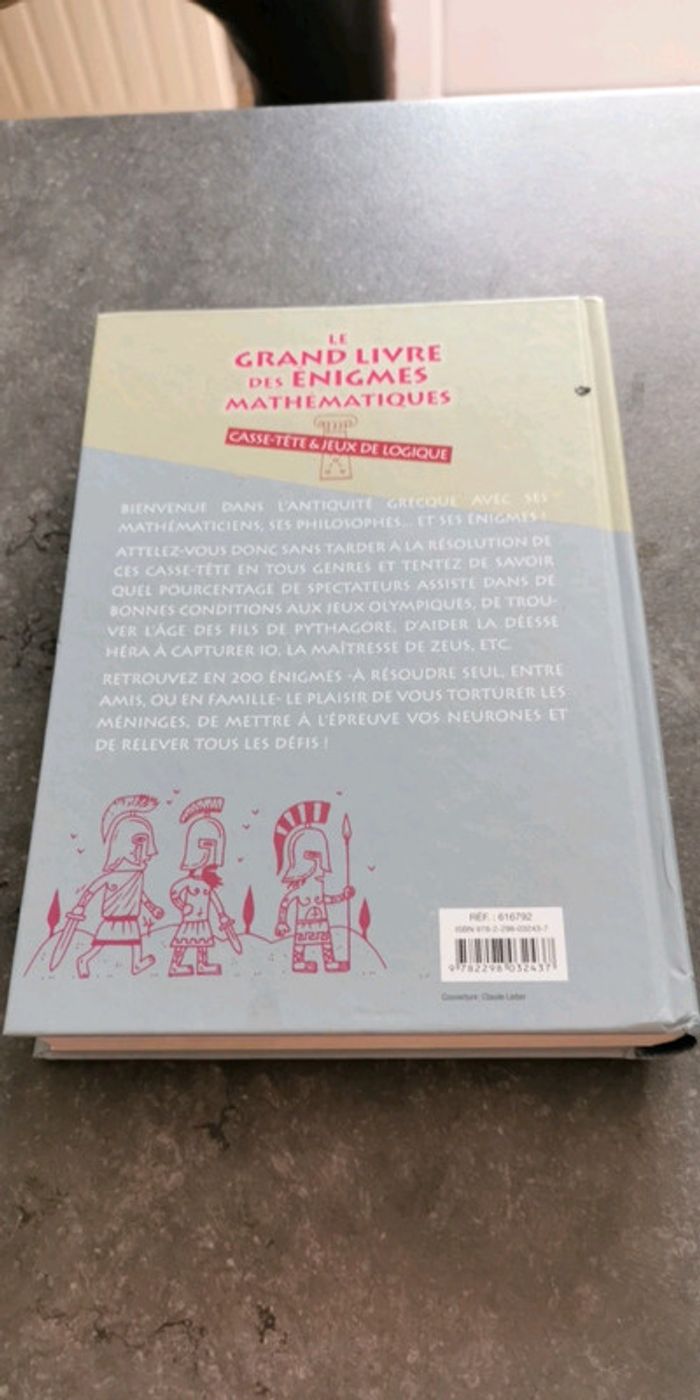 LE
GRAND LIVRE
DES ÉNIGMES
MATHÉMATIQUES
CASSE-TÊTE & JEUX DE LOGIQUE
BIENVENUE DANS L'ANTIQUITÉ GRECQUE AVEC SES
MATHÉMATICIENS, SES PHILOSOPHES... ET SES ÉNIGMES !
ATTELEZ-VOUS DONC SANS TARDER À LA RÉSOLUTION DE
CES CASSE-TÊTE EN TOUS GENRES ET TENTEZ DE SAVOIR
QUEL POURCENTAGE DE SPECTATEURS ASSISTE DANS DE
BONNES CONDITIONS AUX JEUX OLYMPIQUES, DE TROU-
VER L'ÂGE DES FILS DE PYTHAGORE, D'AIDER LA DÉESSE
HÉRA À CAPTURER IO, LA MAÎTRESSE DE ZEUS, ETC.
RETROUVEZ EN 200 ÉNIGMES -À RÉSOUDRE SEUL, ENTRE
AMIS, OU EN FAMILLE- LE PLAISIR DE VOUS TORTURER LES
MÉNINGES, DE METTRE À L'ÉPREUVE VOS NEURONES ET
DE RELEVER TOUS LES DÉFIS !
RÉF. : 616792
ISBN 978-2-298-03243-7
9 782298 032437
Couverture : Claude Lieber